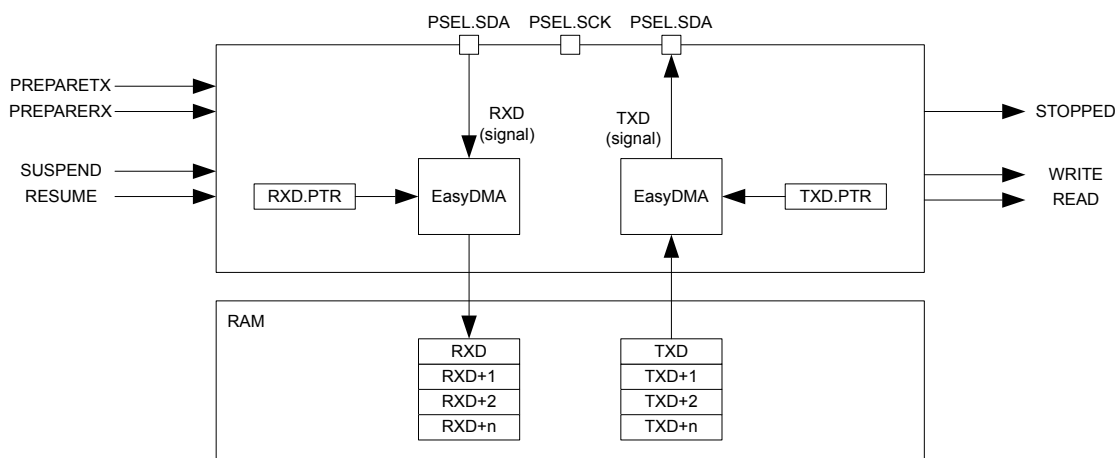 PSEL.SDA PSEL.SCK PSEL.SDA
PREPARETX
PREPARERX
RXD
(signal)
TXD
(signal)
STOPPED
SUSPEND
RESUME
WRITE
READ
RXD.PTR
EasyDMA
EasyDMA
TXD.PTR
RAM
RXD
RXD+1
RXD+2
RXD+n
TXD
TXD+1
TXD+2
TXD+n